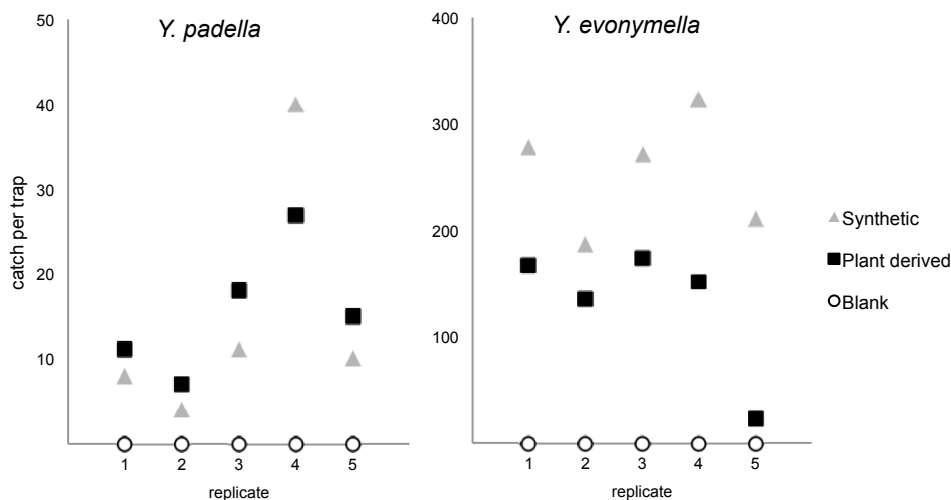 Y. padella
50
40
30
20
10
catch per trap
1 2 3 4 5
replicate
Y. evonymella
400
300
200
100
1 2 3 4 5
replicate
Synthetic
Plant derived
Blank